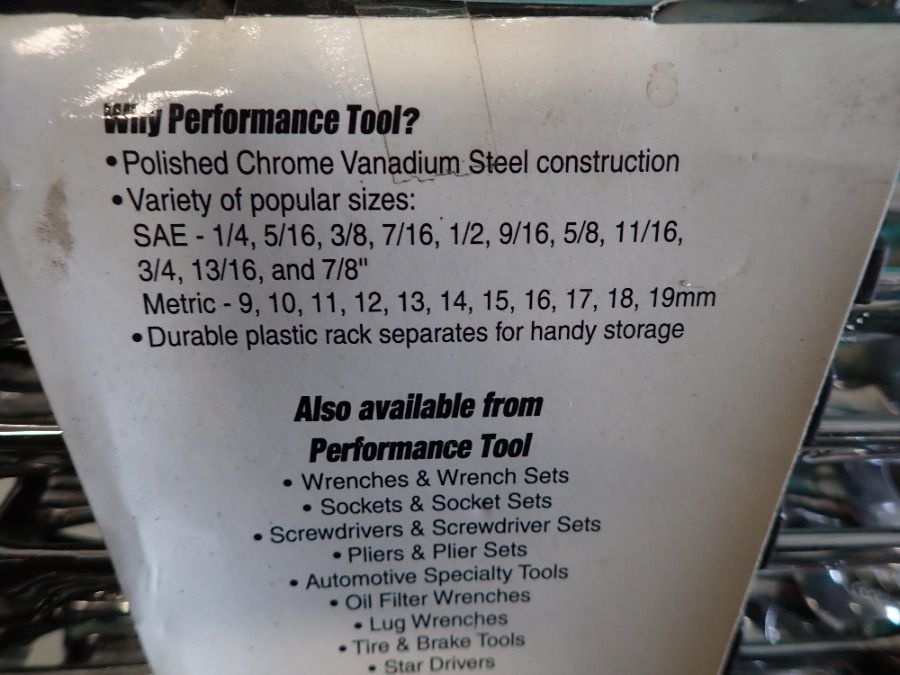 Why Performance Tool?
• Polished Chrome Vanadium Steel construction
• Variety of popular sizes:
SAE - 1/4, 5/16, 3/8, 7/16, 1/2, 9/16, 5/8, 11/16,
3/4, 13/16, and 7/8"
Metric - 9, 10, 11, 12, 13, 14, 15, 16, 17, 18, 19mm
• Durable plastic rack separates for handy storage
Also available from
Performance Tool
• Wrenches & Wrench Sets
• Sockets & Socket Sets
• Screwdrivers & Screwdriver Sets
• Pliers & Plier Sets
• Automotive Specialty Tools
• Oil Filter Wrenches
• Lug Wrenches
• Tire & Brake Tools
• Star Drivers